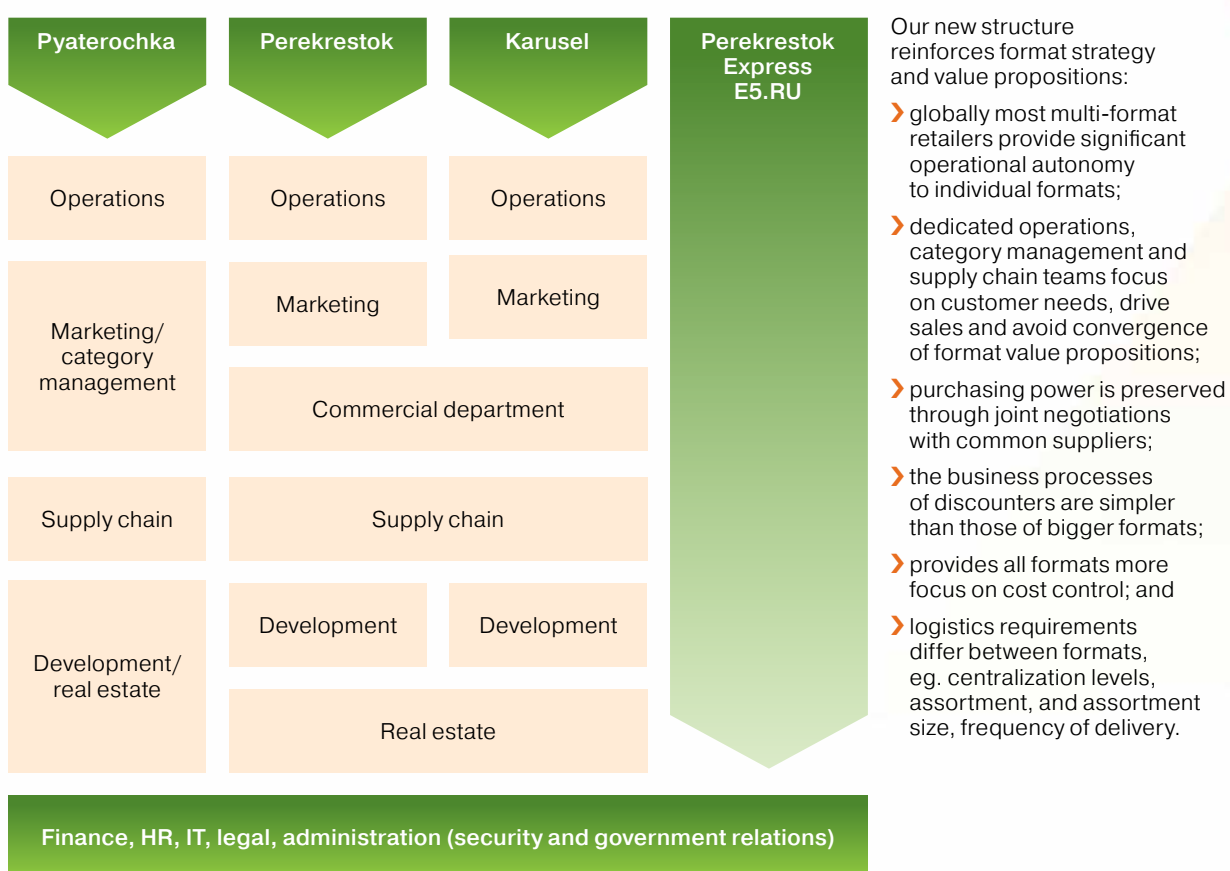 Pyaterochka
Perekrestok
Karusel
Perekrestok
Express
E5.RU
Operations
Operations
Operations
Marketing/
category
management
Marketing
Marketing
Commercial department
Supply chain
Supply chain
Development/
real estate
Development
Development
Real estate
Finance, HR, IT, legal, administration (security and government relations)
Our new structure
reinforces format strategy
and value propositions:
❯ globally most multi-format
retailers provide significant
operational autonomy
to individual formats;
❯ dedicated operations,
category management and
supply chain teams focus
on customer needs, drive
sales and avoid convergence
of format value propositions;
❯ purchasing power is preserved
through joint negotiations
with common suppliers;
❯ the business processes
of discounters are simpler
than those of bigger formats;
❯ provides all formats more
focus on cost control; and
❯ logistics requirements
differ between formats,
eg. centralization levels,
assortment, and assortment
size, frequency of delivery.